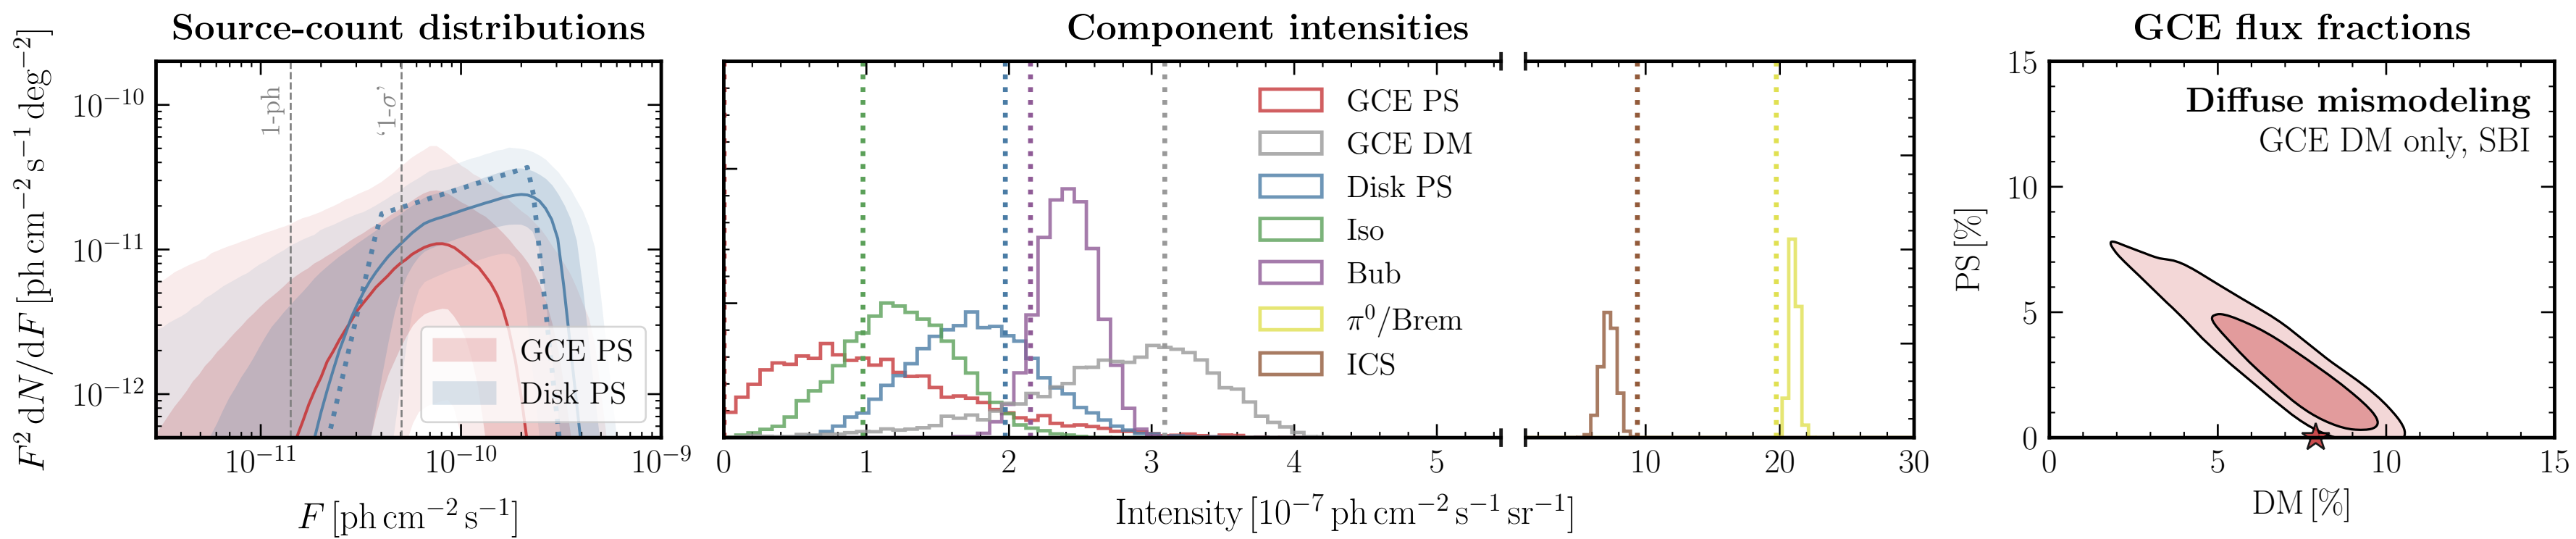 Source-count distributions
F² dN/dF [ph cm⁻² s⁻¹ deg⁻²]
10⁻¹⁰
10⁻¹¹
10⁻¹²
1-ph
‘1-σ’
GCE PS
Disk PS
10⁻¹¹ 10⁻¹⁰ 10⁻⁹
F [ph cm⁻² s⁻¹]
Component intensities
GCE PS
GCE DM
Disk PS
Iso
Bub
π⁰/Brem
ICS
0 1 2 3 4 5 10 20 30
Intensity [10⁻⁷ ph cm⁻² s⁻¹ sr⁻¹]
GCE flux fractions
Diffuse mismodeling
GCE DM only, SBI
PS [%]
15
10
5
0
0 5 10 15
DM [%]